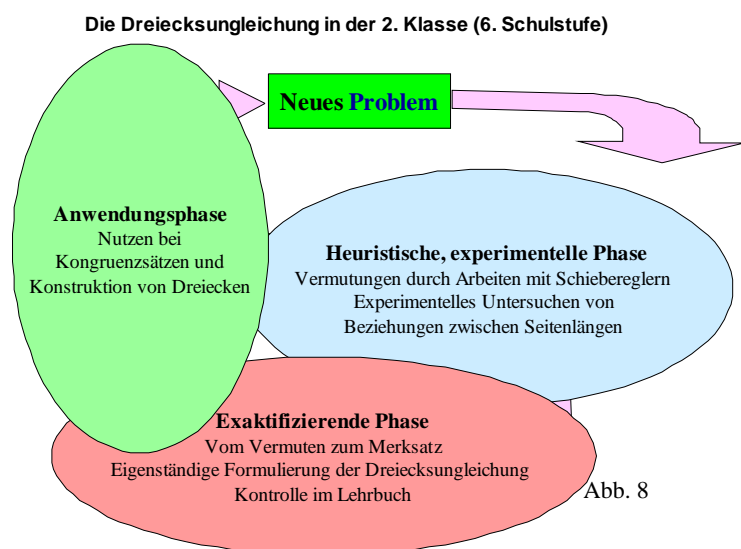 Die Dreiecksungleichung in der 2. Klasse (6. Schulstufe)
Neues Problem
Anwendungsphase
Nutzen bei
Kongruenzsätzen und
Konstruktion von Dreiecken
Heuristische, experimentelle Phase
Vermutungen durch Arbeiten mit Schiebereglern
Experimentelles Untersuchen von
Beziehungen zwischen Seitenlängen
Exaktifizierende Phase
Vom Vermuten zum Merksatz
Eigenständige Formulierung der Dreiecksungleichung
Kontrolle im Lehrbuch
Abb. 8